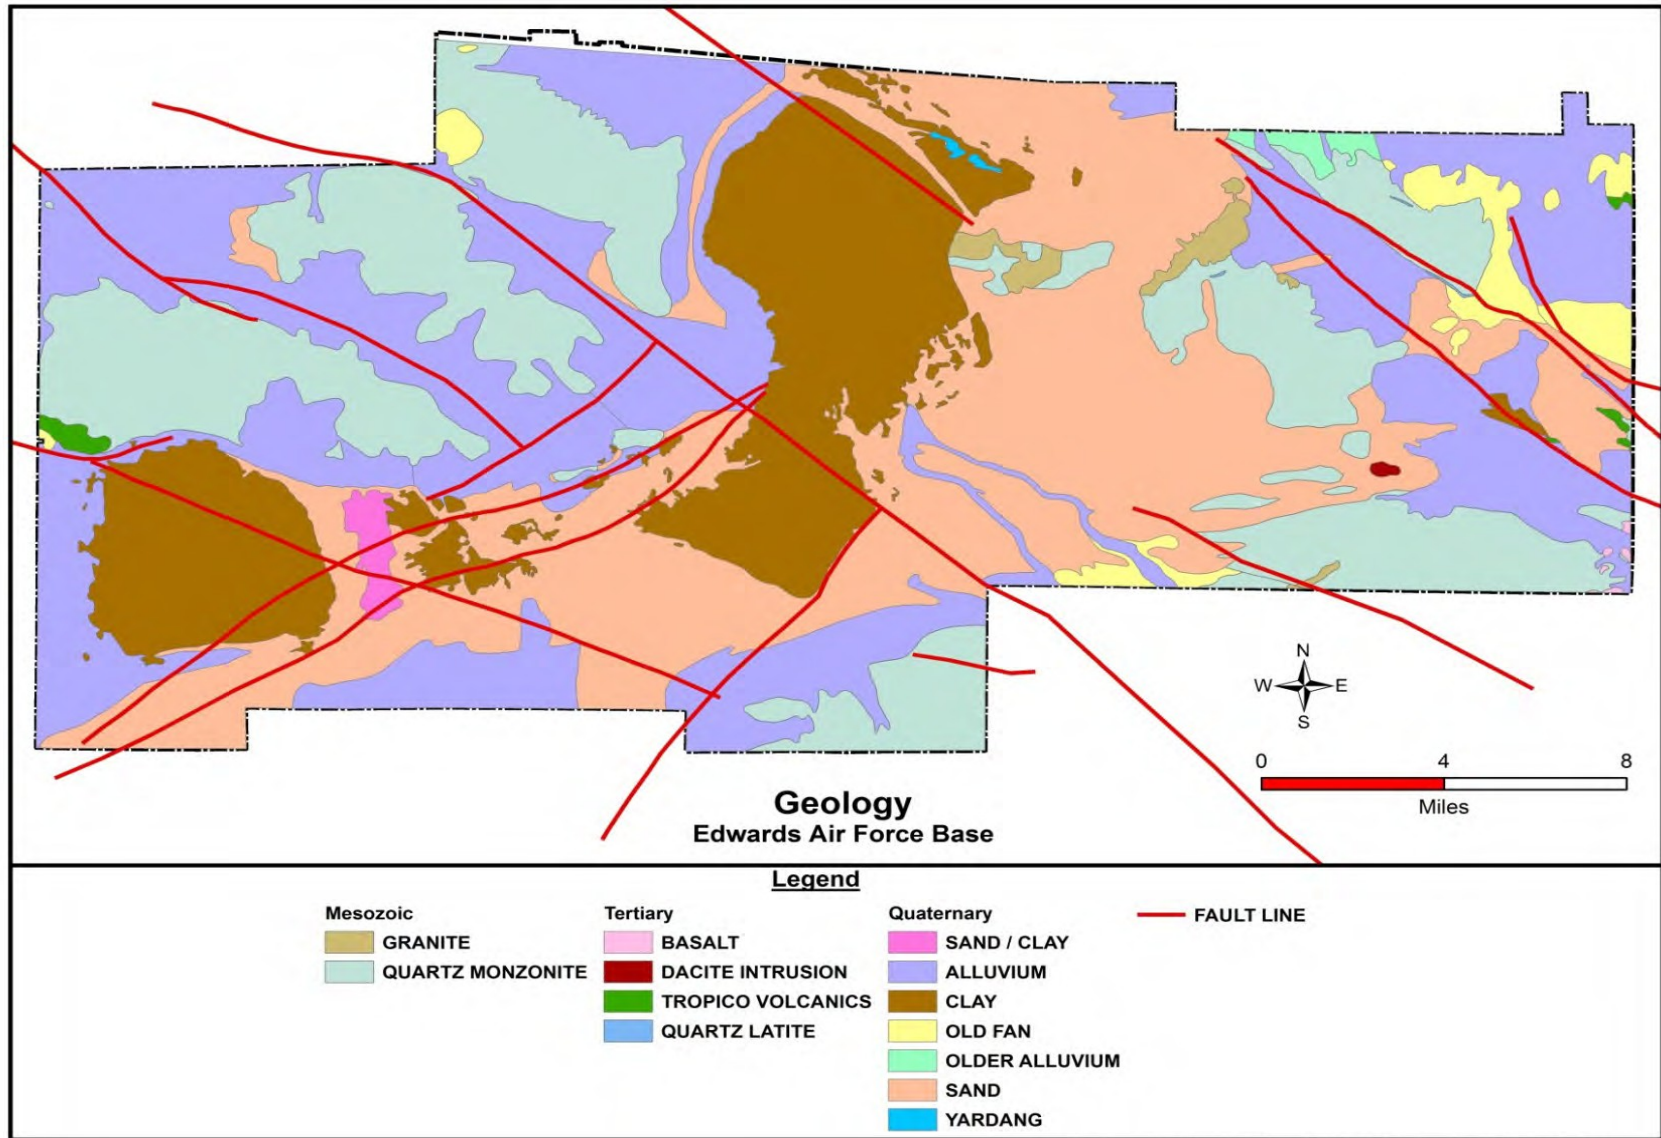 N
W E
S
0 4 8
Miles
Geology
Edwards Air Force Base
Legend
Mesozoic
GRANITE
QUARTZ MONZONITE
Tertiary
BASALT
DACITE INTRUSION
TROPICO VOLCANICS
QUARTZ LATITE
Quaternary
SAND / CLAY
ALLUVIUM
CLAY
OLD FAN
OLDER ALLUVIUM
SAND
YARDANG
FAULT LINE